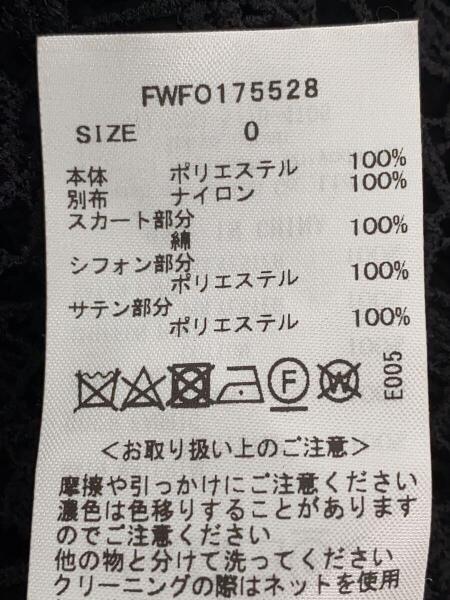 FWFO175528
SIZE 0
本体 ポリエステル 100%
別布 ナイロン 100%
スカート部分
綿 100%
シフォン部分
ポリエステル 100%
サテン部分
ポリエステル 100%
F W E005
<お取り扱い上のご注意>
摩擦や引っかけにご注意ください
濃色は色移りすることがあります
のでご注意ください
他の物と分けて洗ってください
クリーニングの際はネットを使用